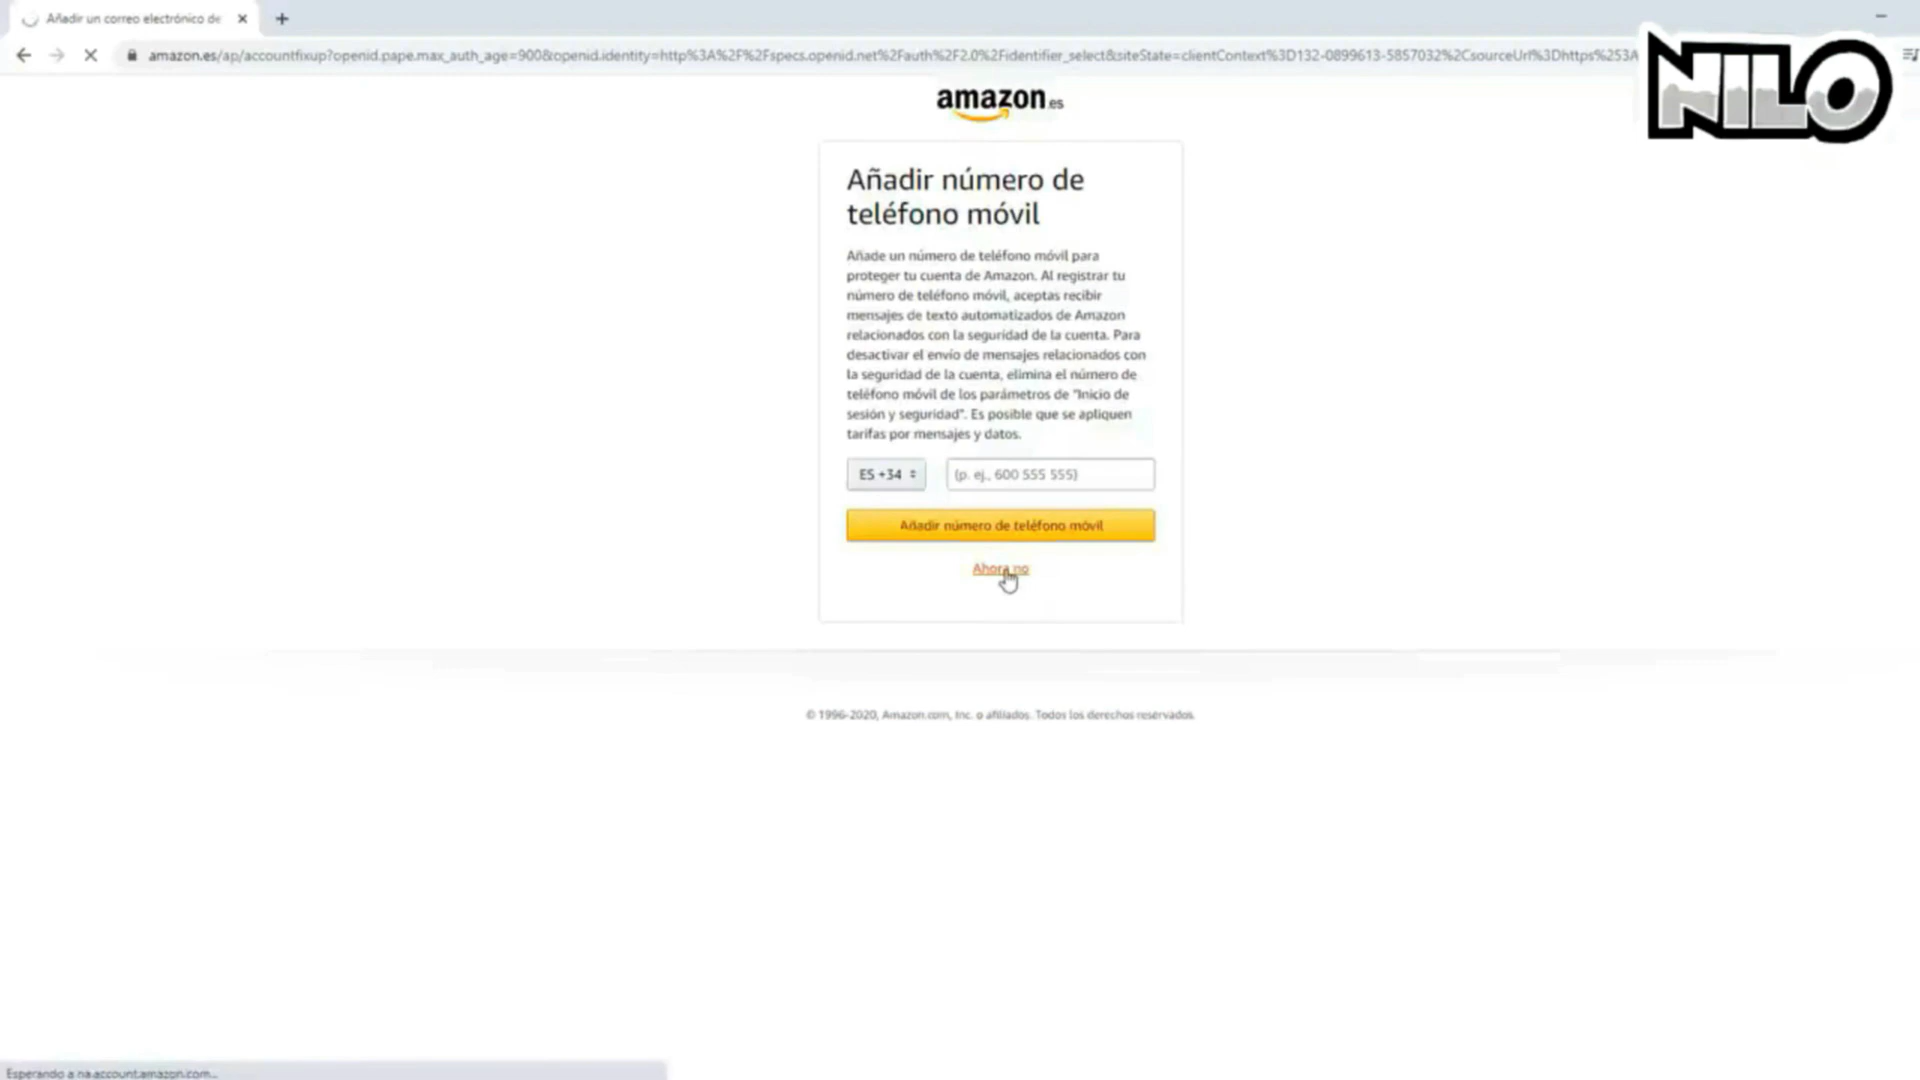 Añadir un correo electrónico de
amazon.es/ap/accountfixup?openid.pape.max_auth_age=900&openid.identity=http%3A%2F%2Fspecs.openid.net%2Fauth%2F2.0%2Fidentifier_select&siteState=clientContext%3D132-0899613-5857032%2CsourceUrl%3Dhttps%253A
NILO
amazon.es
Añadir número de
teléfono móvil
Añade un número de teléfono móvil para
proteger tu cuenta de Amazon. Al registrar tu
número de teléfono móvil, aceptas recibir
mensajes de texto automatizados de Amazon
relacionados con la seguridad de la cuenta. Para
desactivar el envío de mensajes relacionados con
la seguridad de la cuenta, elimina el número de
teléfono móvil de los parámetros de "Inicio de
sesión y seguridad". Es posible que se apliquen
tarifas por mensajes y datos.
ES +34
(p. ej., 600 555 555)
Añadir número de teléfono móvil
Ahora no
© 1996-2020, Amazon.com, Inc. o afiliados. Todos los derechos reservados.
Esperando a na.account.amazon.com...